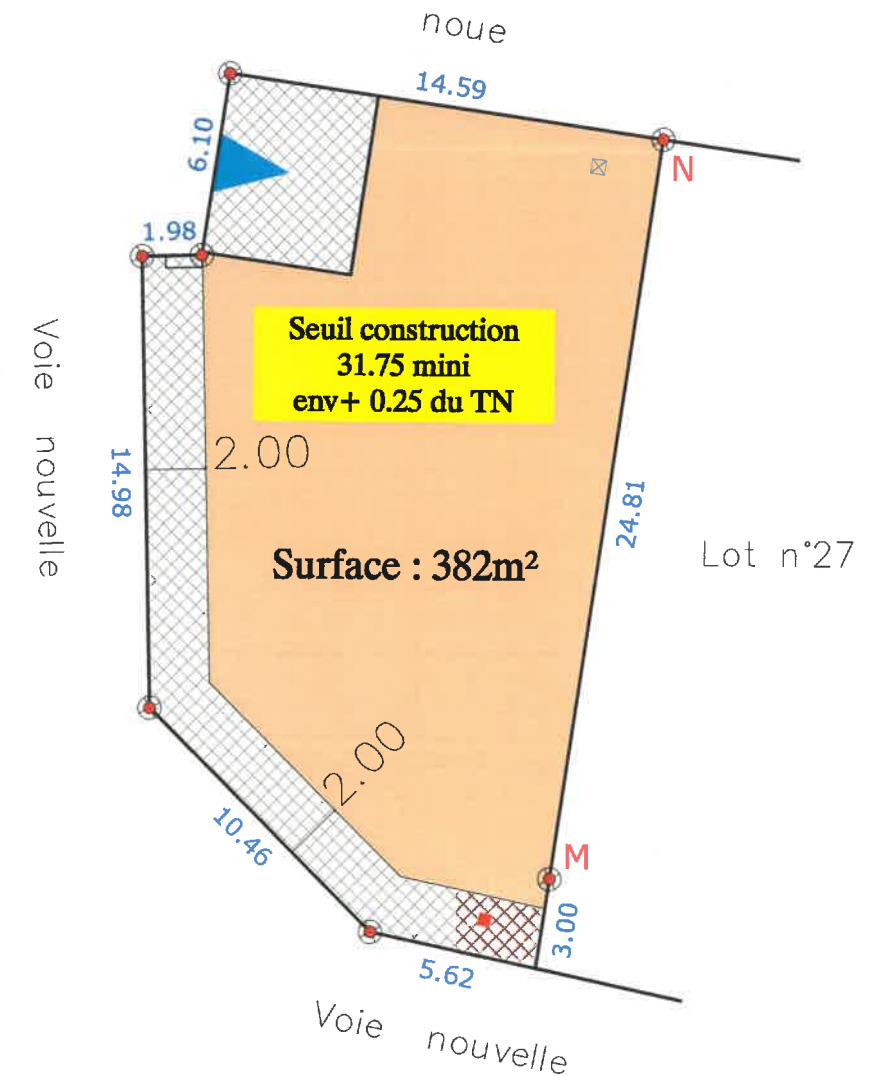 noue
14.59
6.10
N
1.98
Seuil construction
31.75 mini
env+ 0.25 du TN
Voie nouvelle
2.00
14.98
24.81
Surface : 382m²
Lot n°27
2.00
10.46
M
3.00
5.62
Voie nouvelle